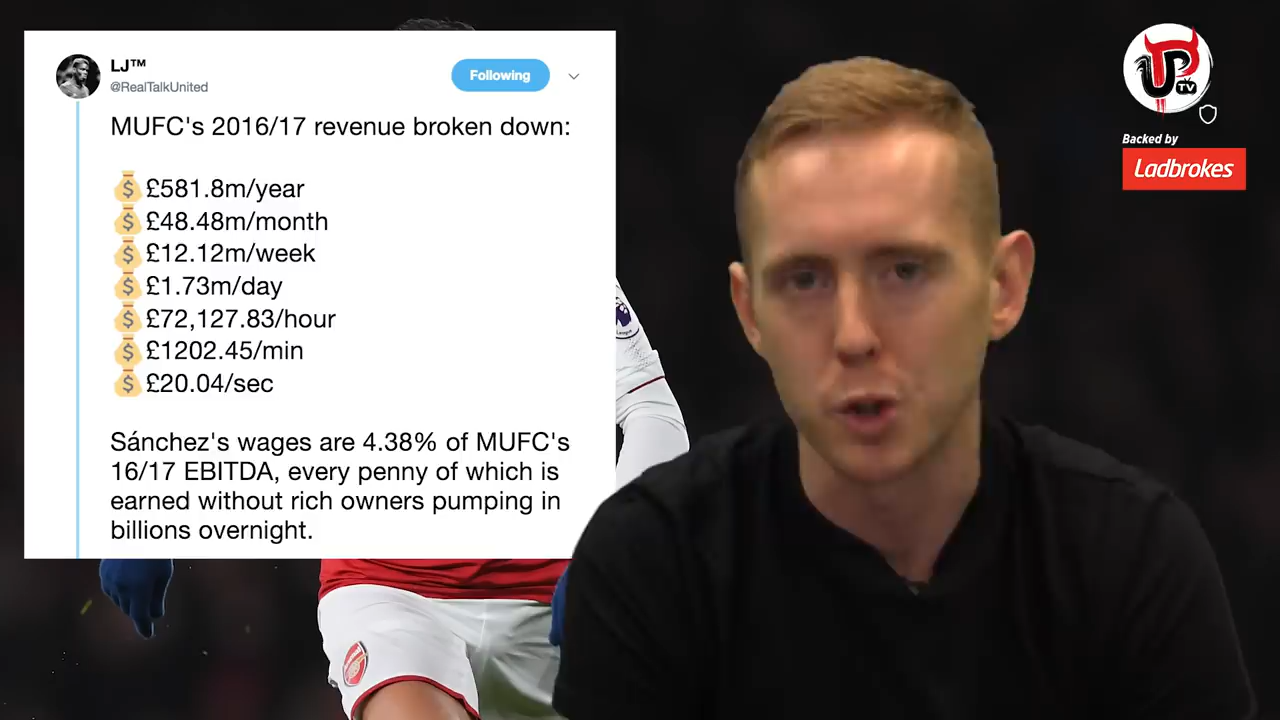 LJ™
@RealTalkUnited
Following
MUFC's 2016/17 revenue broken down:
£581.8m/year
£48.48m/month
£12.12m/week
£1.73m/day
£72,127.83/hour
£1202.45/min
£20.04/sec
Sánchez's wages are 4.38% of MUFC's
16/17 EBITDA, every penny of which is
earned without rich owners pumping in
billions overnight.
UP
TV
Backed by
Ladbrokes